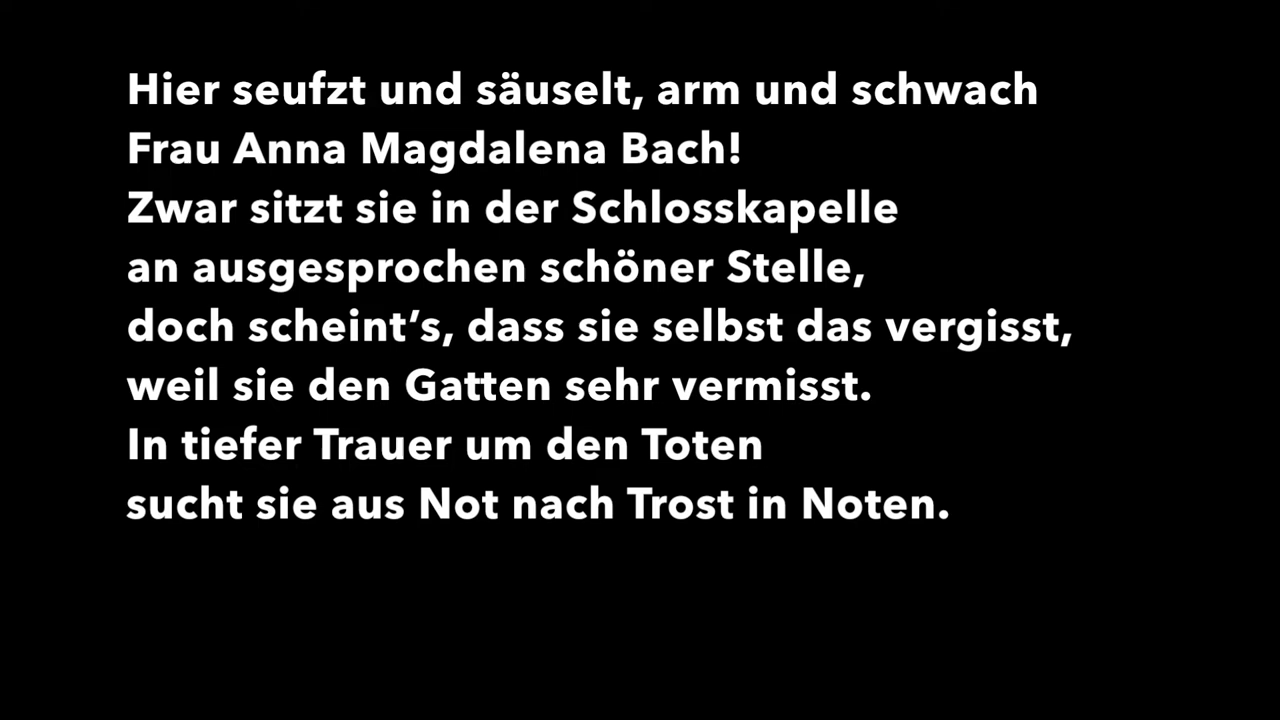 Hier seufzt und säuselt, arm und schwach
Frau Anna Magdalena Bach!
Zwar sitzt sie in der Schlosskapelle
an ausgesprochen schöner Stelle,
doch scheint’s, dass sie selbst das vergisst,
weil sie den Gatten sehr vermisst.
In tiefer Trauer um den Toten
sucht sie aus Not nach Trost in Noten.